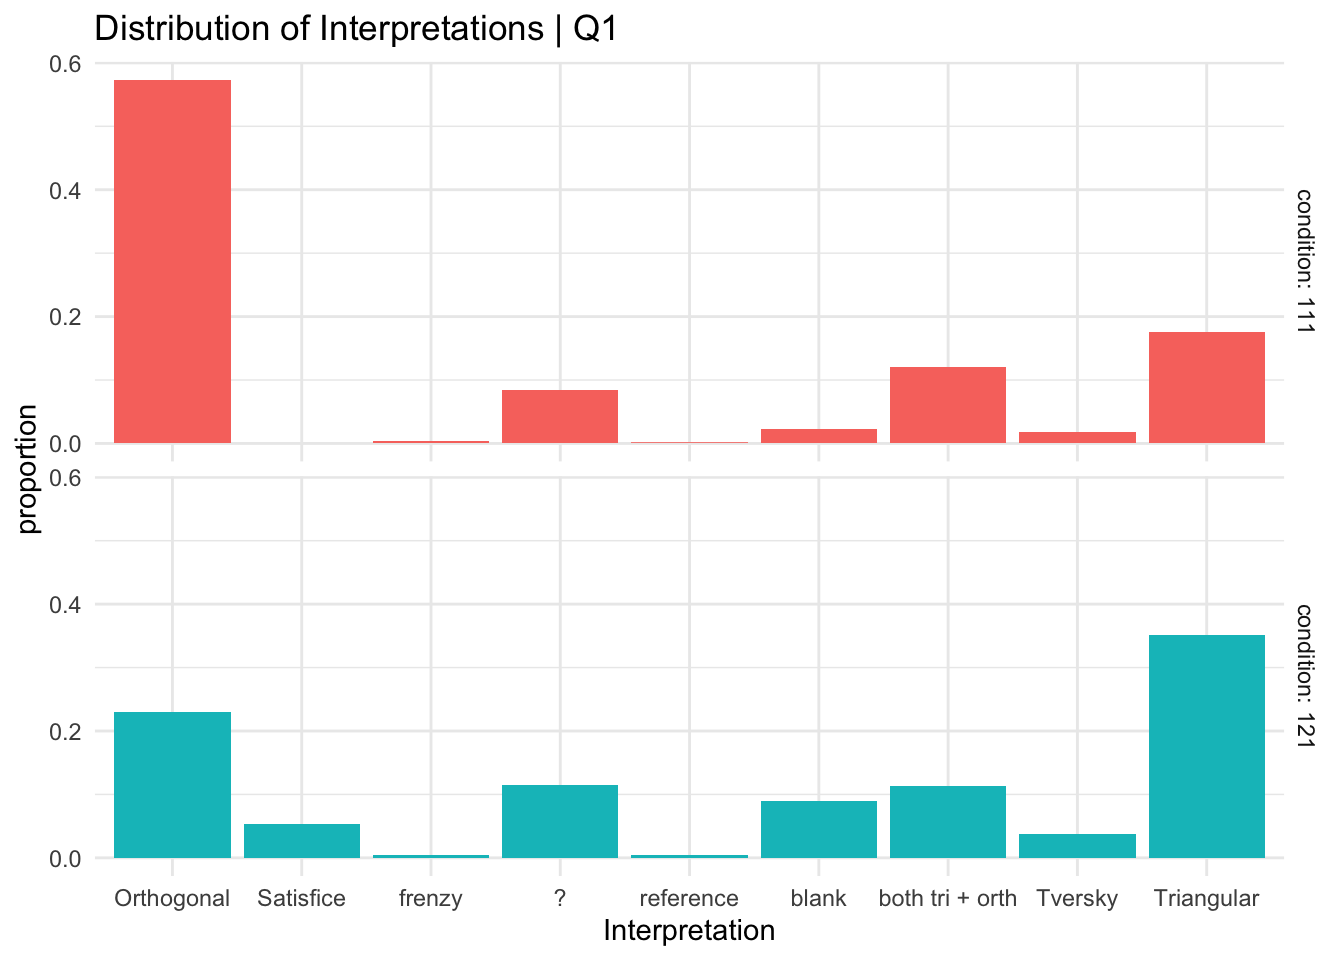 Distribution of Interpretations | Q1
0.6
0.4
0.2
0.0
condition: 111
proportion
0.6
0.4
0.2
0.0
condition: 121
Orthogonal Satisfice frenzy ? reference blank both tri + orth Tversky Triangular
Interpretation